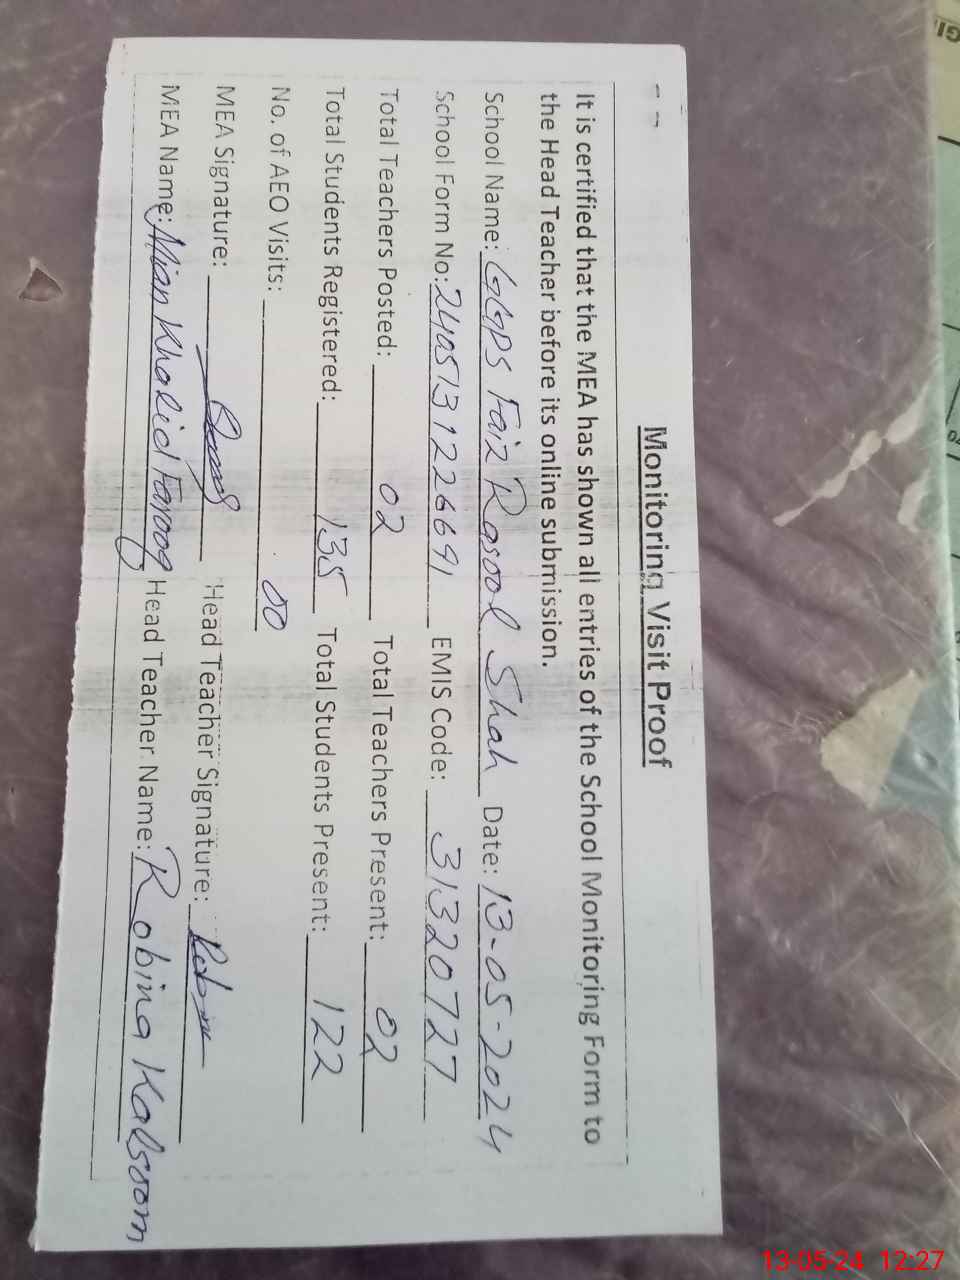 Monitoring Visit Proof
It is certified that the MEA has shown all entries of the School Monitoring Form to
the Head Teacher before its online submission.
School Name: GGPS Faiz Rasool Shah Date: 13-05-2024
School Form No: 2405131226691 EMIS Code: 31320727
Total Teachers Posted: 02 Total Teachers Present: 02
Total Students Registered: 135 Total Students Present: 122
No. of AEO Visits: 00
MEA Signature: Head Teacher Signature: Robina
MEA Name: Mian Khalid Farooq Head Teacher Name: Robina Kalsoom
13-05-24 12:27